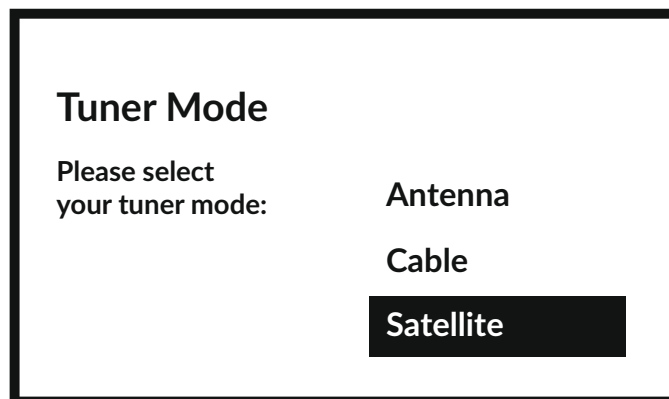 Tuner Mode
Please select
your tuner mode:
Antenna
Cable
Satellite